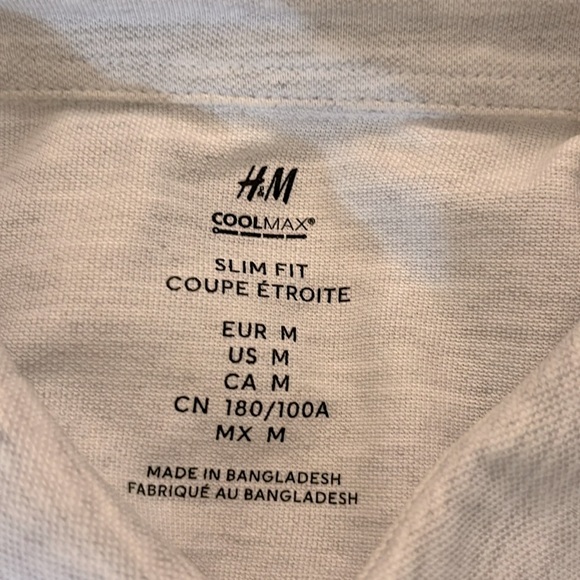 H&M
COOLMAX®
SLIM FIT
COUPE ÉTROITE
EUR M
US M
CA M
CN 180/100A
MX M
MADE IN BANGLADESH
FABRIQUÉ AU BANGLADESH